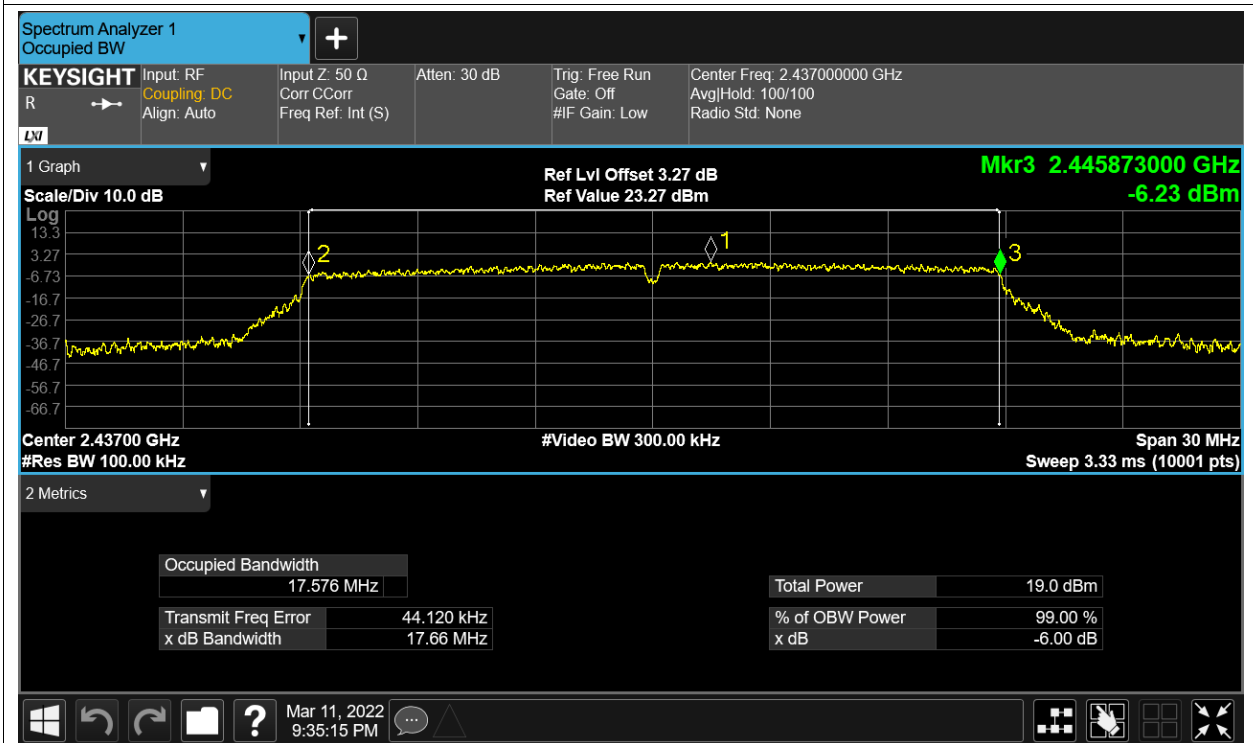 Spectrum Analyzer 1
Occupied BW
KEYSIGHT
R
LXI
Input: RF
Coupling: DC
Align: Auto
Input Z: 50 Ω
Corr CCorr
Freq Ref: Int (S)
Atten: 30 dB
Trig: Free Run
Gate: Off
#IF Gain: Low
Center Freq: 2.437000000 GHz
Avg|Hold: 100/100
Radio Std: None
1 Graph
Scale/Div 10.0 dB
Ref Lvl Offset 3.27 dB
Ref Value 23.27 dBm
Mkr3 2.445873000 GHz
-6.23 dBm
Log
13.3
3.27
-6.73
-16.7
-26.7
-36.7
-46.7
-56.7
-66.7
2
1
3
Center 2.43700 GHz
#Res BW 100.00 kHz
#Video BW 300.00 kHz
Span 30 MHz
Sweep 3.33 ms (10001 pts)
2 Metrics
Occupied Bandwidth
17.576 MHz
Transmit Freq Error 44.120 kHz
x dB Bandwidth 17.66 MHz
Total Power 19.0 dBm
% of OBW Power 99.00 %
x dB -6.00 dB
?
Mar 11, 2022
9:35:15 PM